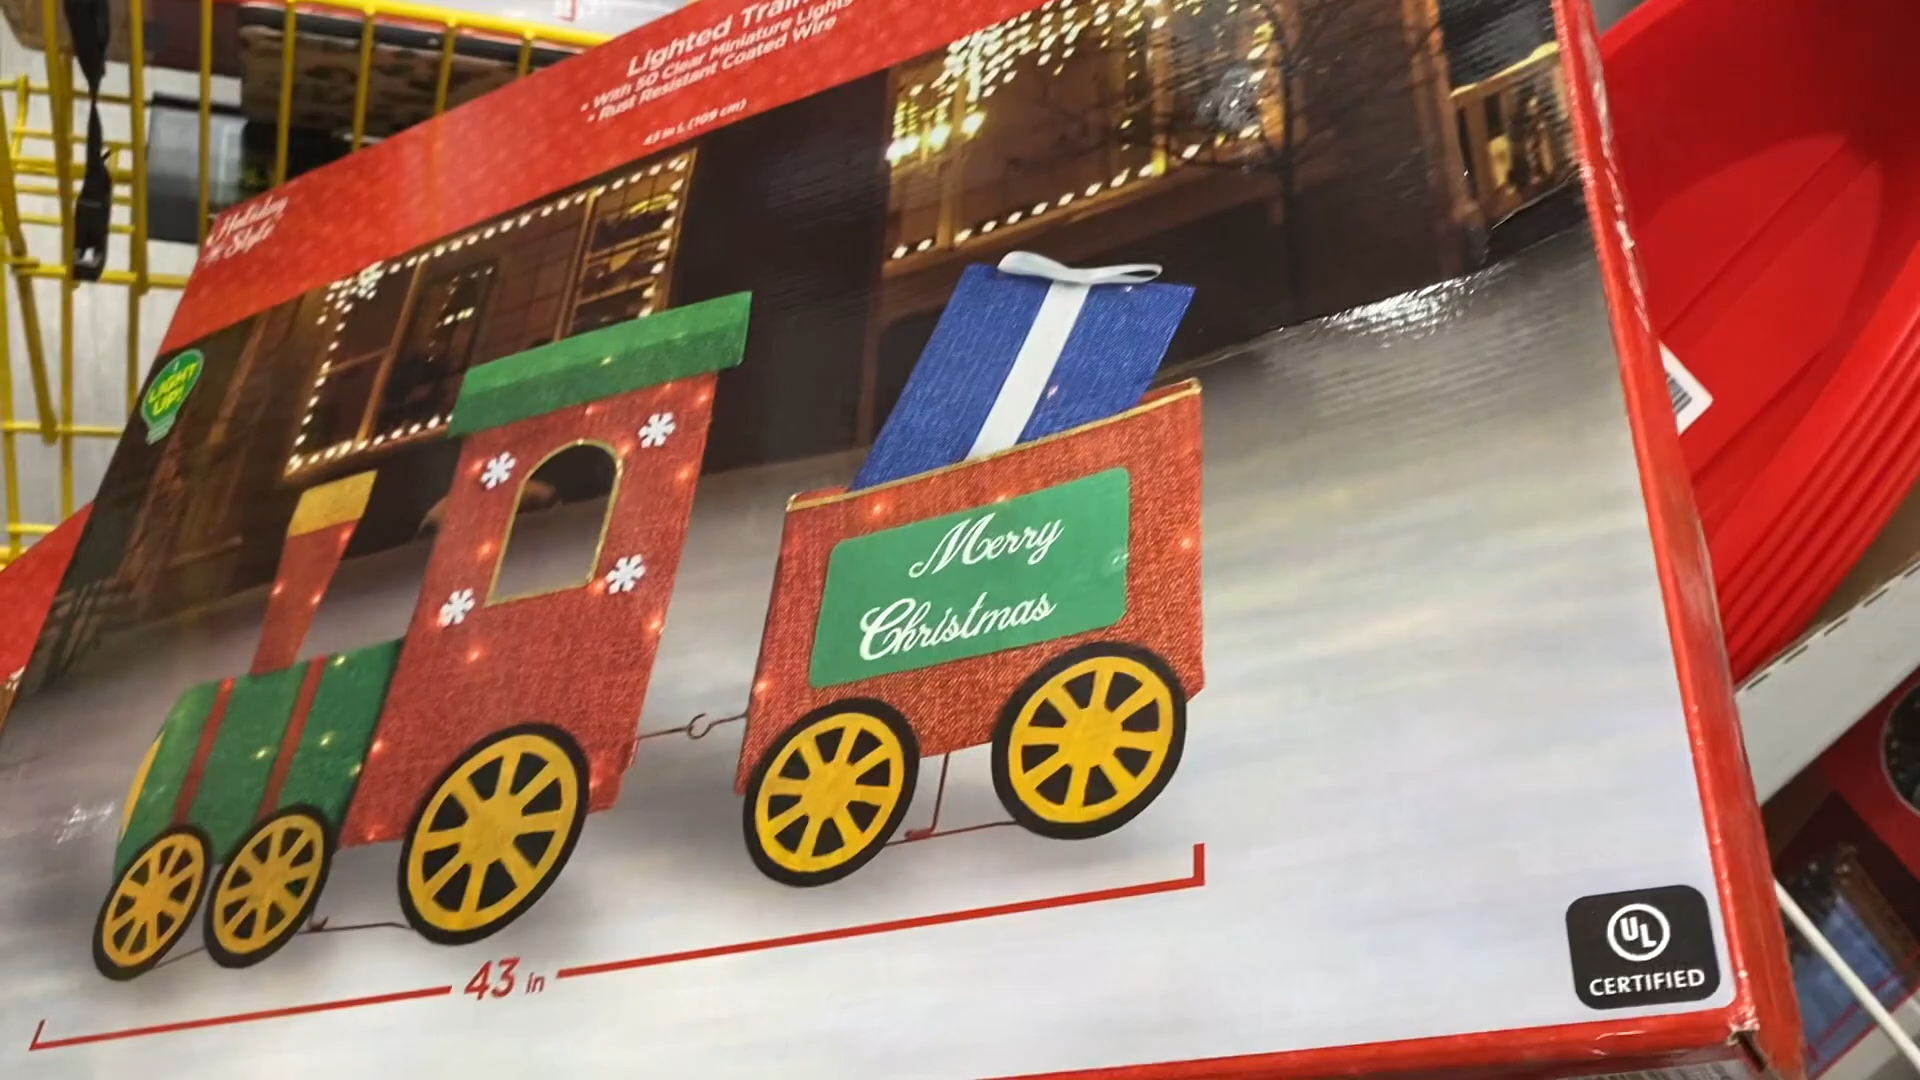 Lighted Train
• With 50 Clear Miniature Lights
• Rust Resistant Coated Wire
43 in L (109 cm)
Holiday
Style
LIGHT
UP!
Merry
Christmas
43 in
UL
CERTIFIED